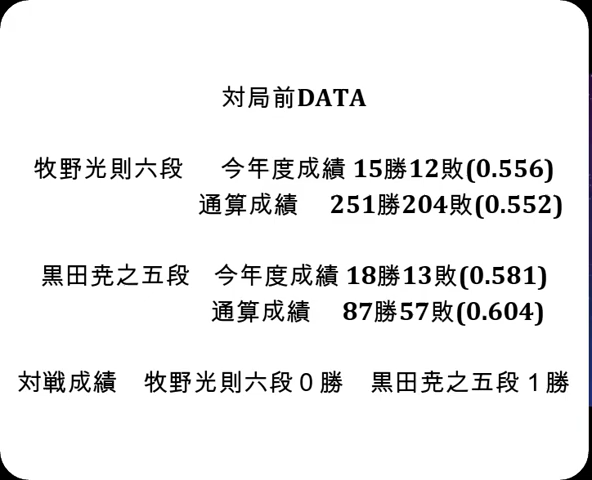 対局前DATA
牧野光則六段　今年度成績 15勝12敗(0.556)
通算成績　251勝204敗(0.552)
黒田尭之五段　今年度成績 18勝13敗(0.581)
通算成績　87勝57敗(0.604)
対戦成績　牧野光則六段０勝　黒田尭之五段１勝